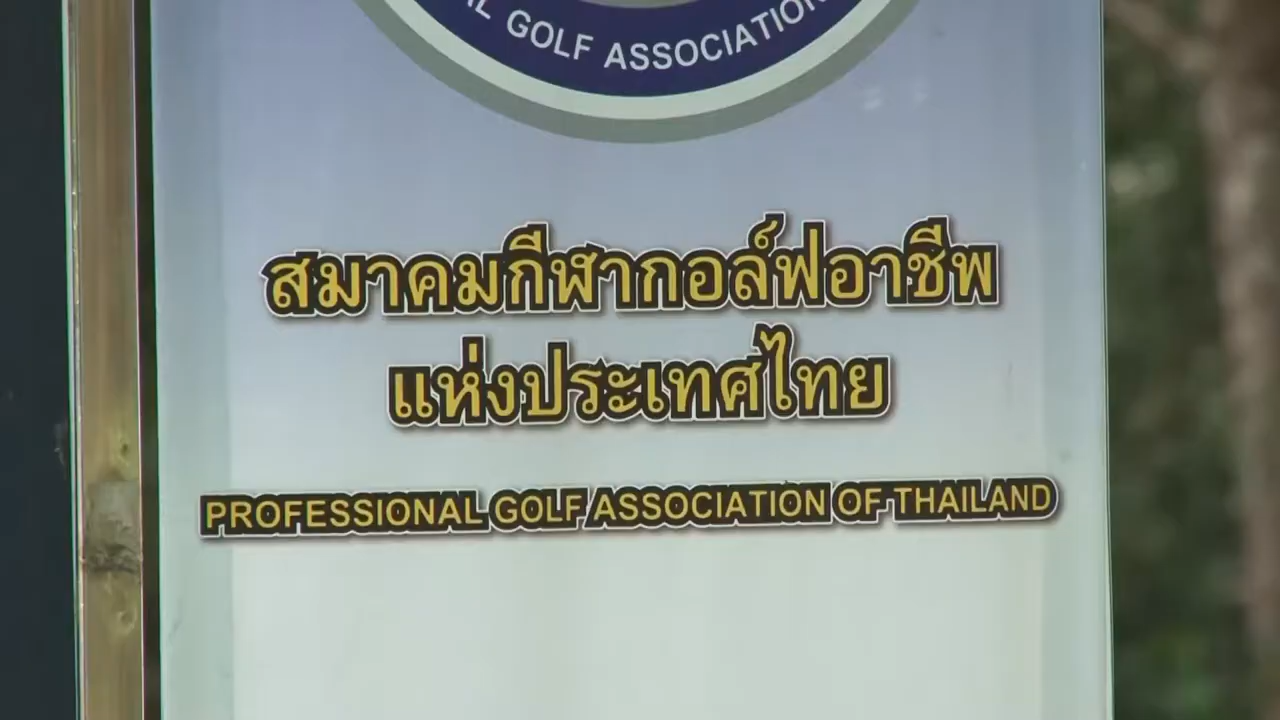 GOLF ASSOCIATION
สมาคมกีฬากอล์ฟอาชีพ
แห่งประเทศไทย
PROFESSIONAL GOLF ASSOCIATION OF THAILAND